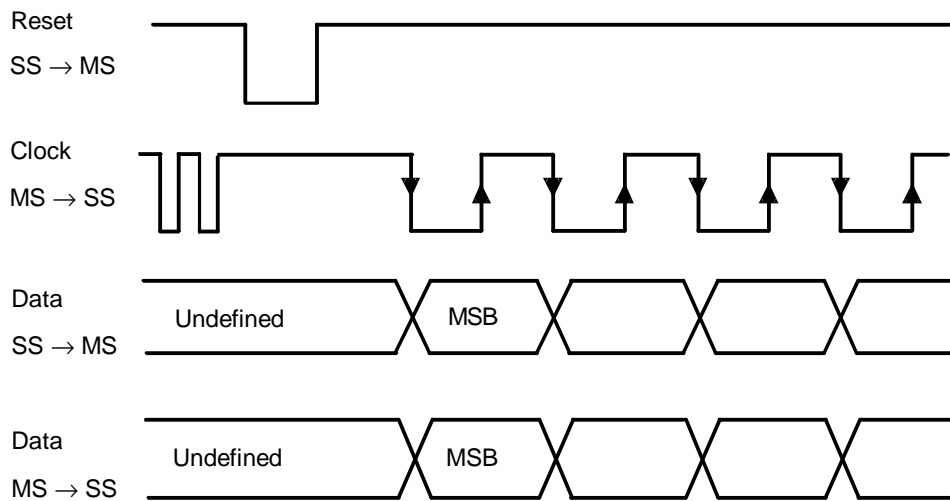 Reset
SS → MS
Clock
MS → SS
Data
SS → MS
Undefined
MSB
Data
MS → SS
Undefined
MSB